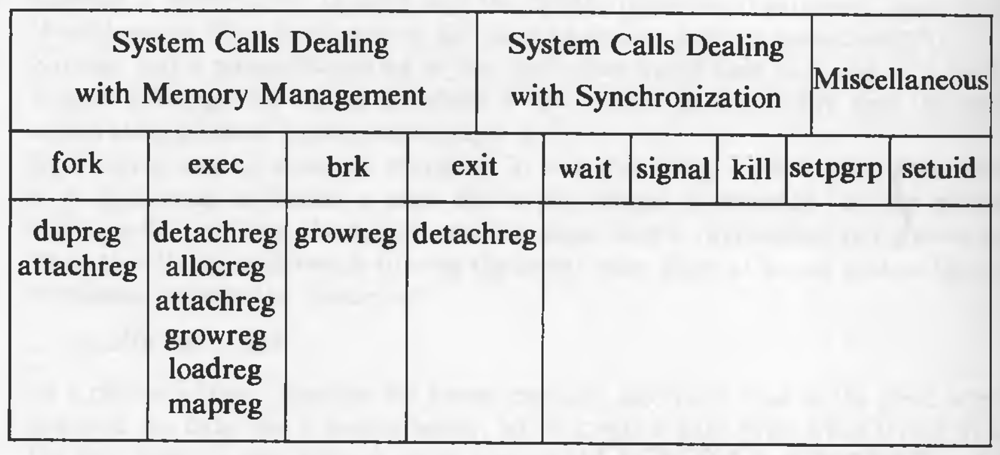 System Calls Dealing
with Memory Management
System Calls Dealing
with Synchronization
Miscellaneous
fork
exec
brk
exit
wait
signal
kill
setpgrp
setuid
dupreg
attachreg
detachreg
allocreg
attachreg
growreg
loadreg
mapreg
growreg
detachreg